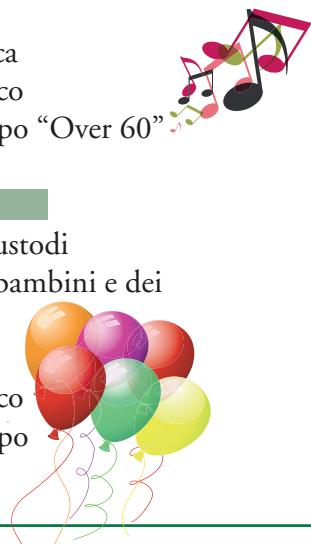 ca
co
po “Over 60”
ustodi
bambini e dei
co
po